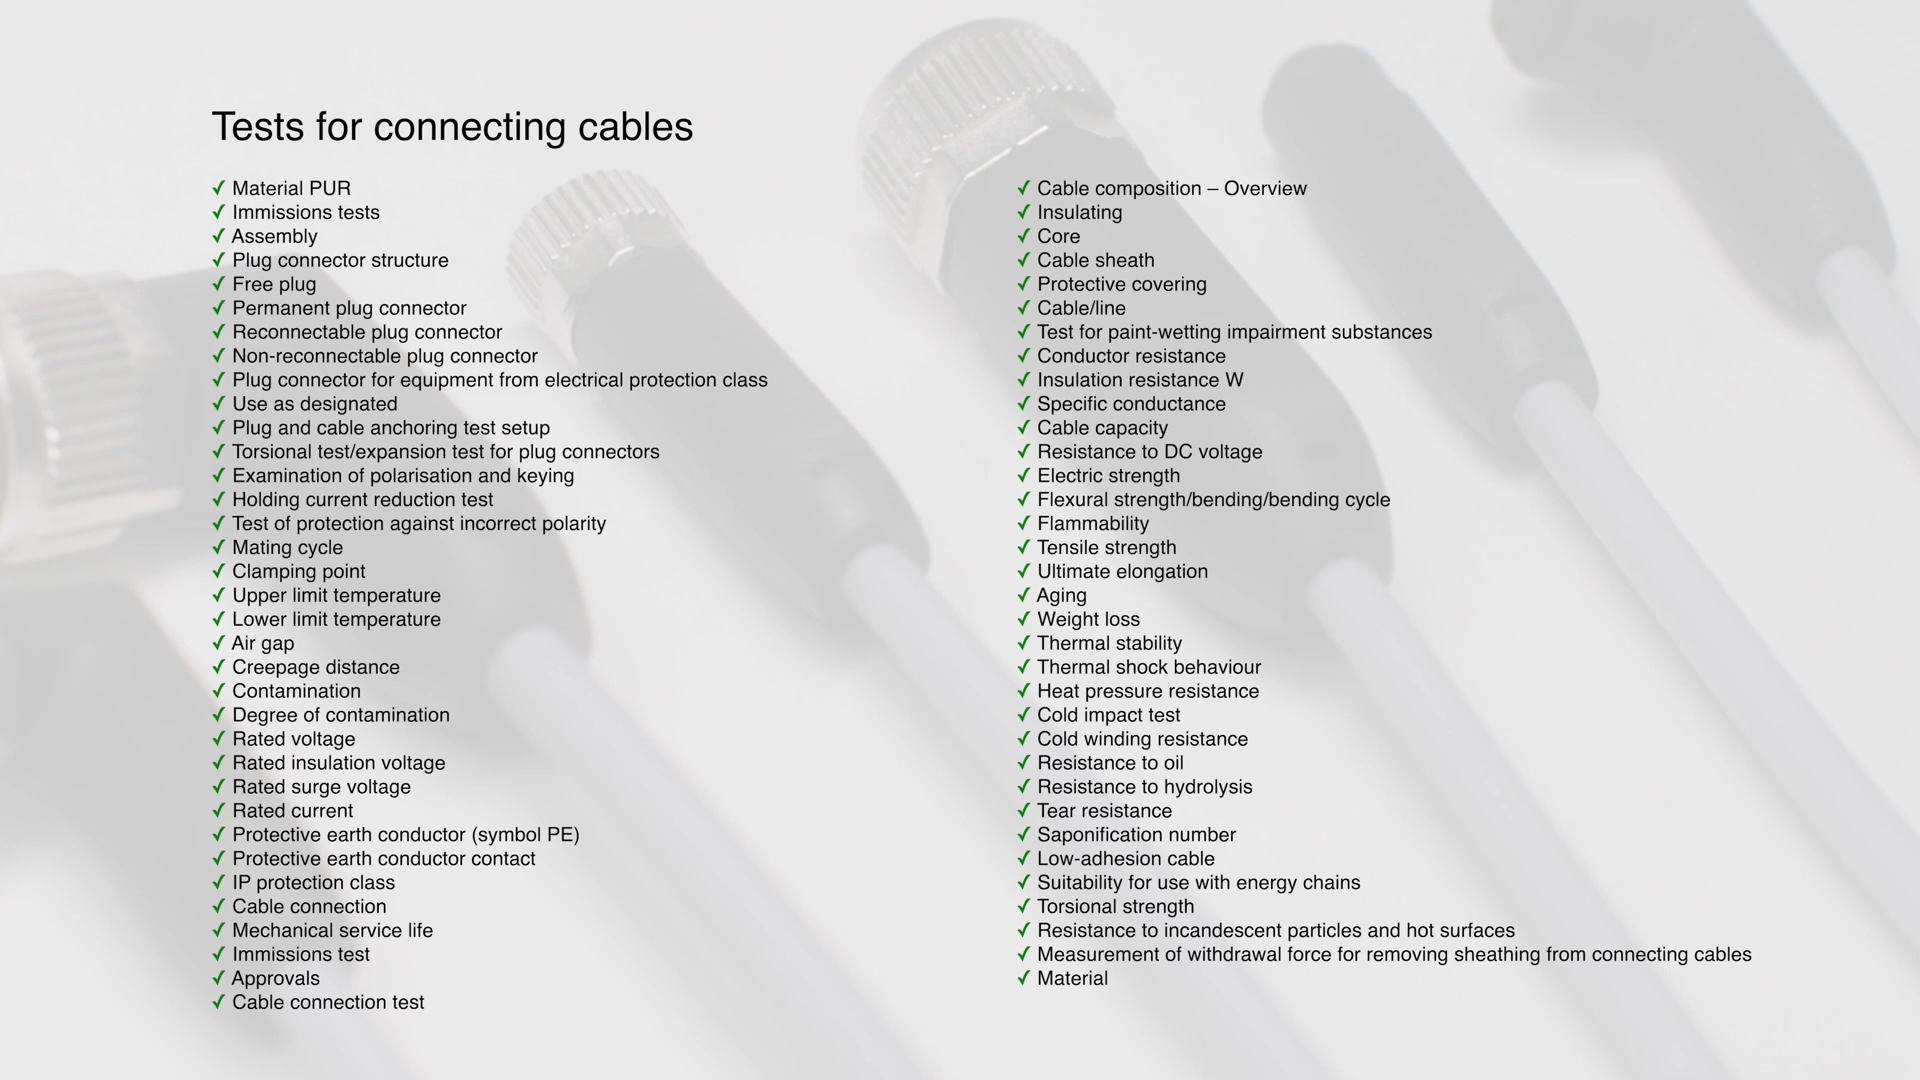 Tests for connecting cables
✓ Material PUR
✓ Immissions tests
✓ Assembly
✓ Plug connector structure
✓ Free plug
✓ Permanent plug connector
✓ Reconnectable plug connector
✓ Non-reconnectable plug connector
✓ Plug connector for equipment from electrical protection class
✓ Use as designated
✓ Plug and cable anchoring test setup
✓ Torsional test/expansion test for plug connectors
✓ Examination of polarisation and keying
✓ Holding current reduction test
✓ Test of protection against incorrect polarity
✓ Mating cycle
✓ Clamping point
✓ Upper limit temperature
✓ Lower limit temperature
✓ Air gap
✓ Creepage distance
✓ Contamination
✓ Degree of contamination
✓ Rated voltage
✓ Rated insulation voltage
✓ Rated surge voltage
✓ Rated current
✓ Protective earth conductor (symbol PE)
✓ Protective earth conductor contact
✓ IP protection class
✓ Cable connection
✓ Mechanical service life
✓ Immissions test
✓ Approvals
✓ Cable connection test
✓ Cable composition – Overview
✓ Insulating
✓ Core
✓ Cable sheath
✓ Protective covering
✓ Cable/line
✓ Test for paint-wetting impairment substances
✓ Conductor resistance
✓ Insulation resistance W
✓ Specific conductance
✓ Cable capacity
✓ Resistance to DC voltage
✓ Electric strength
✓ Flexural strength/bending/bending cycle
✓ Flammability
✓ Tensile strength
✓ Ultimate elongation
✓ Aging
✓ Weight loss
✓ Thermal stability
✓ Thermal shock behaviour
✓ Heat pressure resistance
✓ Cold impact test
✓ Cold winding resistance
✓ Resistance to oil
✓ Resistance to hydrolysis
✓ Tear resistance
✓ Saponification number
✓ Low-adhesion cable
✓ Suitability for use with energy chains
✓ Torsional strength
✓ Resistance to incandescent particles and hot surfaces
✓ Measurement of withdrawal force for removing sheathing from connecting cables
✓ Material